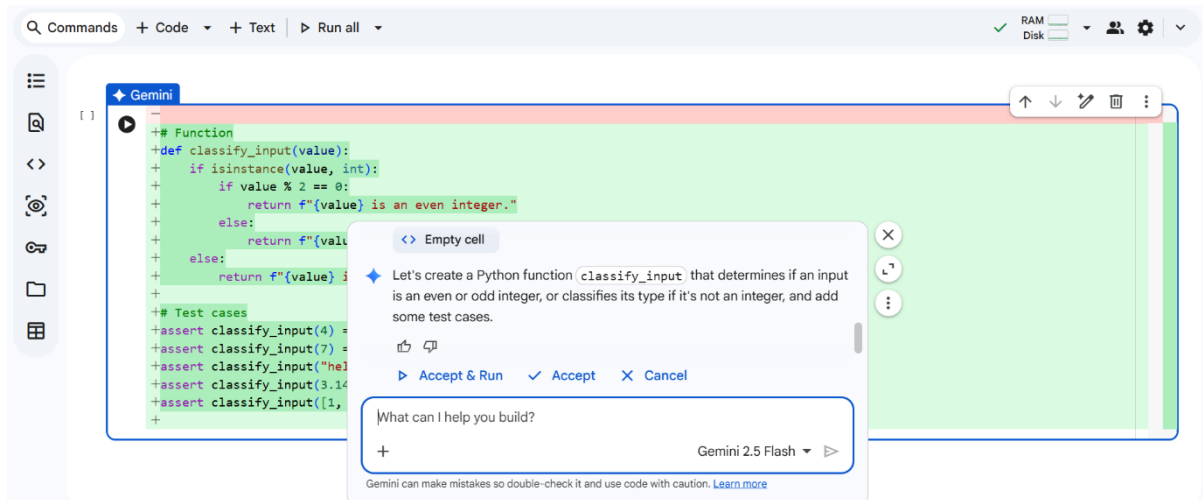 Commands + Code + Text Run all
RAM
Disk
Gemini
[ ]
-
+# Function
+def classify_input(value):
+    if isinstance(value, int):
+        if value % 2 == 0:
+            return f"{value} is an even integer."
+        else:
+            return f"{valu
+    else:
+        return f"{value} i
+
+# Test cases
+assert classify_input(4) =
+assert classify_input(7) =
+assert classify_input("hel
+assert classify_input(3.14
+assert classify_input([1,
+
<> Empty cell
Let's create a Python function classify_input that determines if an input
is an even or odd integer, or classifies its type if it's not an integer, and add
some test cases.
Accept & Run Accept Cancel
What can I help you build?
+ Gemini 2.5 Flash
Gemini can make mistakes so double-check it and use code with caution. Learn more